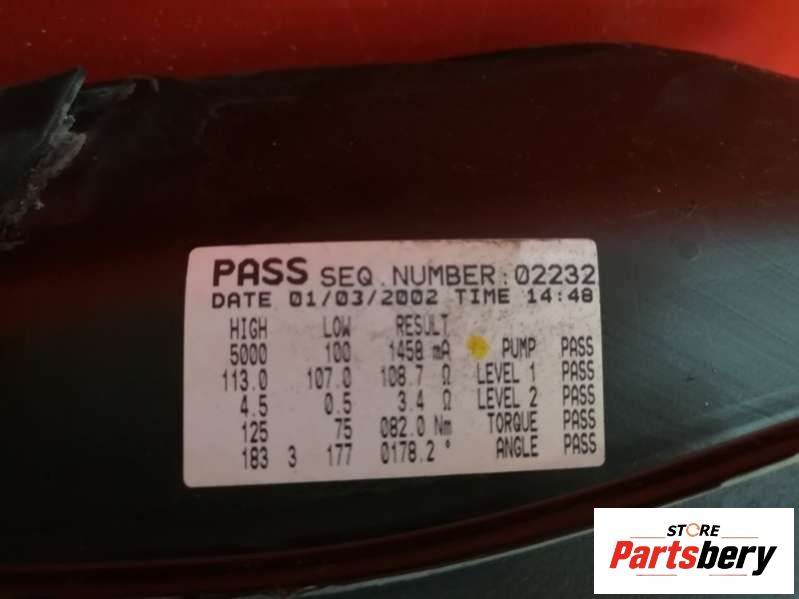 PASS SEQ.NUMBER:02232
DATE 01/03/2002 TIME 14:48
HIGH LOW RESULT
5000 100 1458 mA PUMP PASS
113.0 107.0 108.7 Ω LEVEL 1 PASS
4.5 0.5 3.4 Ω LEVEL 2 PASS
125 75 082.0 Nm TORQUE PASS
183 3 177 0178.2° ANGLE PASS
STORE
Partsbery